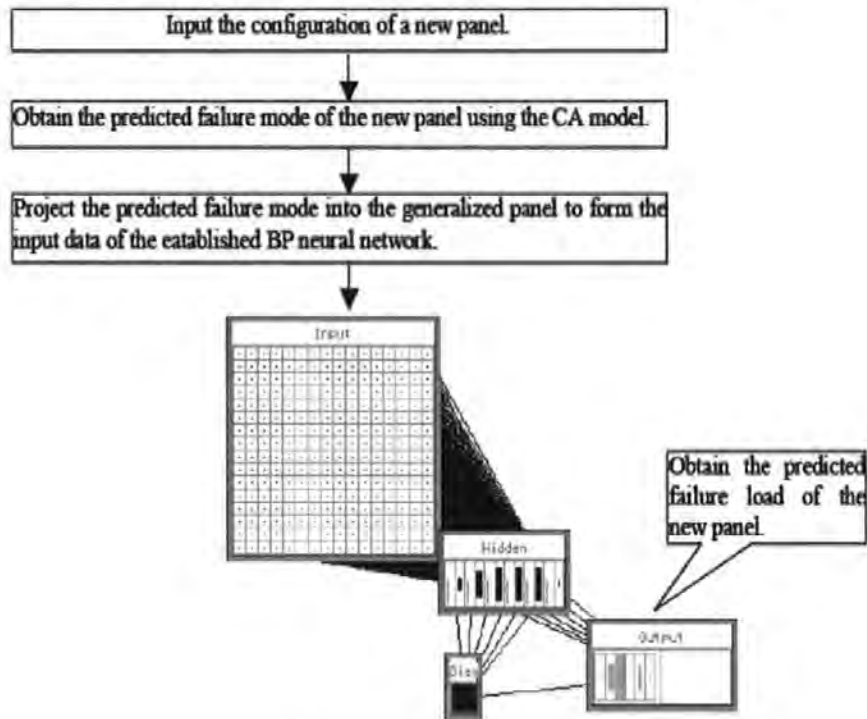 Input the configuration of a new panel.
Obtain the predicted failure mode of the new panel using the CA model.
Project the predicted failure mode into the generalized panel to form the
input data of the eatablished BP neural network.
Input
Hidden
Obtain the predicted
failure load of the
new panel.
Output
Bias